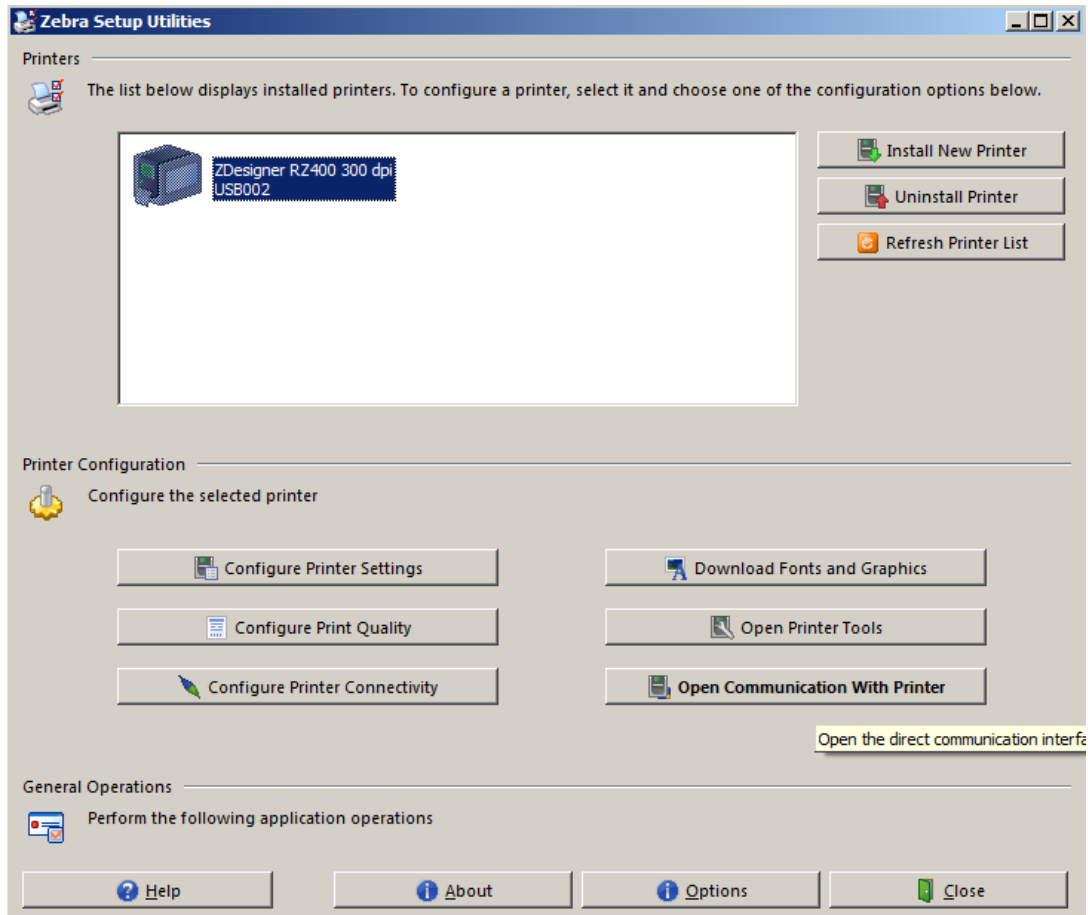 Zebra Setup Utilities
Printers
The list below displays installed printers. To configure a printer, select it and choose one of the configuration options below.
ZDesigner RZ400 300 dpi
USB002
Install New Printer
Uninstall Printer
Refresh Printer List
Printer Configuration
Configure the selected printer
Configure Printer Settings
Download Fonts and Graphics
Configure Print Quality
Open Printer Tools
Configure Printer Connectivity
Open Communication With Printer
Open the direct communication interfa
General Operations
Perform the following application operations
Help
About
Options
Close